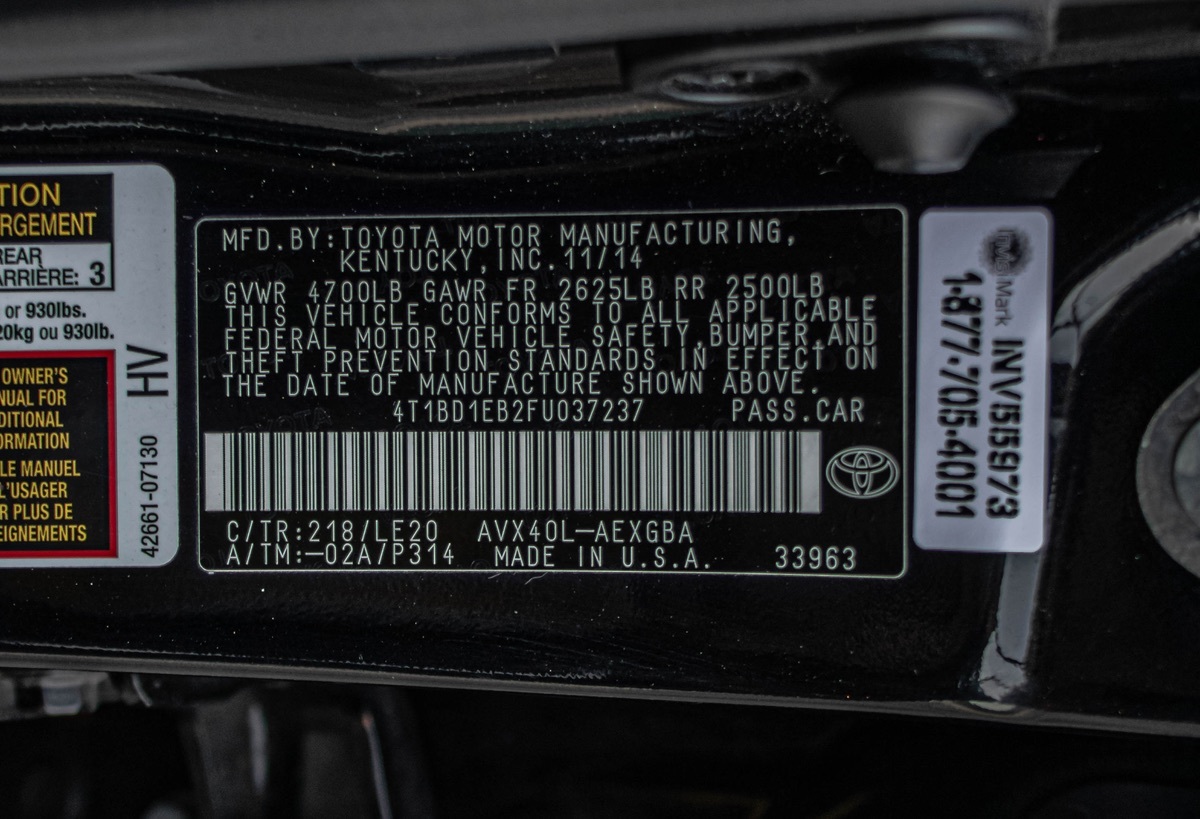 TION
RGEMENT
REAR
ARRIÈRE: 3
or 930lbs.
20kg ou 930lb.
OWNER'S
NUAL FOR
DITIONAL
ORMATION
LE MANUEL
L'USAGER
R PLUS DE
EIGNEMENTS
HV
42661-07130
MFD.BY:TOYOTA MOTOR MANUFACTURING,
KENTUCKY,INC.11/14
GVWR 4700LB GAWR FR 2625LB RR 2500LB
THIS VEHICLE CONFORMS TO ALL APPLICABLE
FEDERAL MOTOR VEHICLE SAFETY,BUMPER,AND
THEFT PREVENTION STANDARDS IN EFFECT ON
THE DATE OF MANUFACTURE SHOWN ABOVE.
4T1BD1EB2FU037237 PASS.CAR
C/TR:218/LE20 AVX40L-AEXGBA
A/TM:-02A/P314 MADE IN U.S.A. 33963
Mark INV55973
1-877-705-4001